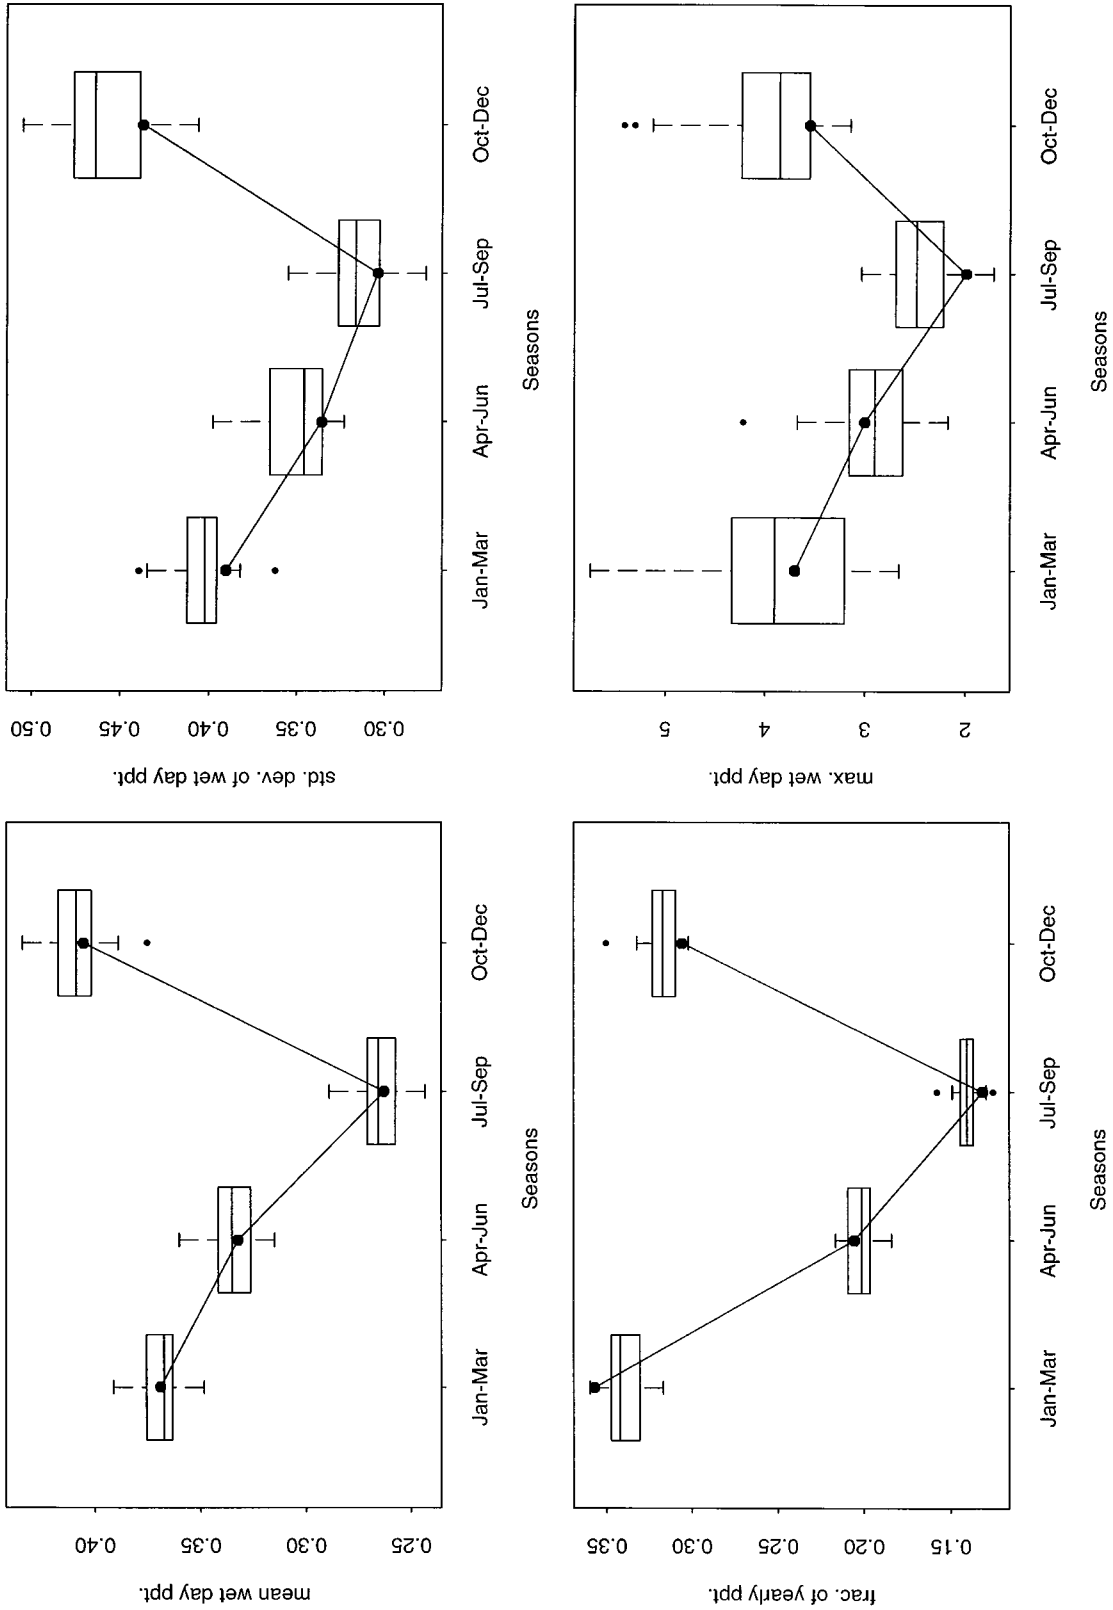 mean wet day ppt.
0.40
0.35
0.30
0.25
Jan-Mar
Apr-Jun
Jul-Sep
Oct-Dec
Seasons
std. dev. of wet day ppt.
0.50
0.45
0.40
0.35
0.30
Jan-Mar
Apr-Jun
Jul-Sep
Oct-Dec
Seasons
frac. of yearly ppt.
0.35
0.30
0.25
0.20
0.15
Jan-Mar
Apr-Jun
Jul-Sep
Oct-Dec
Seasons
max. wet day ppt.
5
4
3
2
Jan-Mar
Apr-Jun
Jul-Sep
Oct-Dec
Seasons